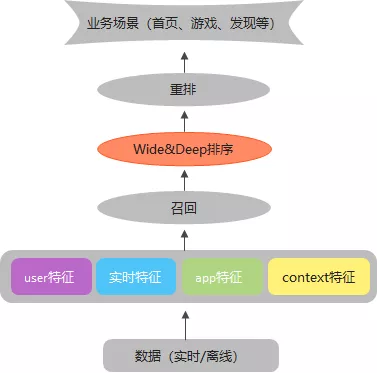 业务场景（首页、游戏、发现等）
重排
Wide&Deep排序
召回
user特征 实时特征 app特征 context特征
数据（实时/离线）